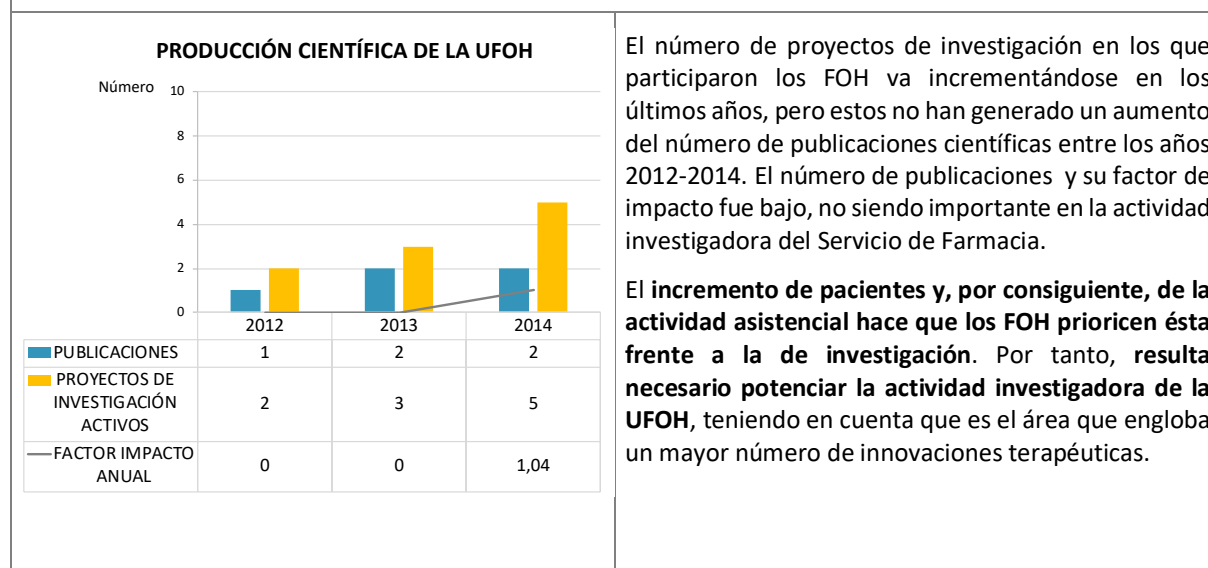 PRODUCCIÓN CIENTÍFICA DE LA UFOH
Número
10
8
6
4
2
0
2012 2013 2014
PUBLICACIONES 1 2 2
PROYECTOS DE
INVESTIGACIÓN
ACTIVOS
2 3 5
FACTOR IMPACTO
ANUAL
0 0 1,04
El número de proyectos de investigación en los que
participaron los FOH va incrementándose en los
últimos años, pero estos no han generado un aumento
del número de publicaciones científicas entre los años
2012-2014. El número de publicaciones y su factor de
impacto fue bajo, no siendo importante en la actividad
investigadora del Servicio de Farmacia.
El incremento de pacientes y, por consiguiente, de la
actividad asistencial hace que los FOH prioricen ésta
frente a la de investigación. Por tanto, resulta
necesario potenciar la actividad investigadora de la
UFOH, teniendo en cuenta que es el área que engloba
un mayor número de innovaciones terapéuticas.